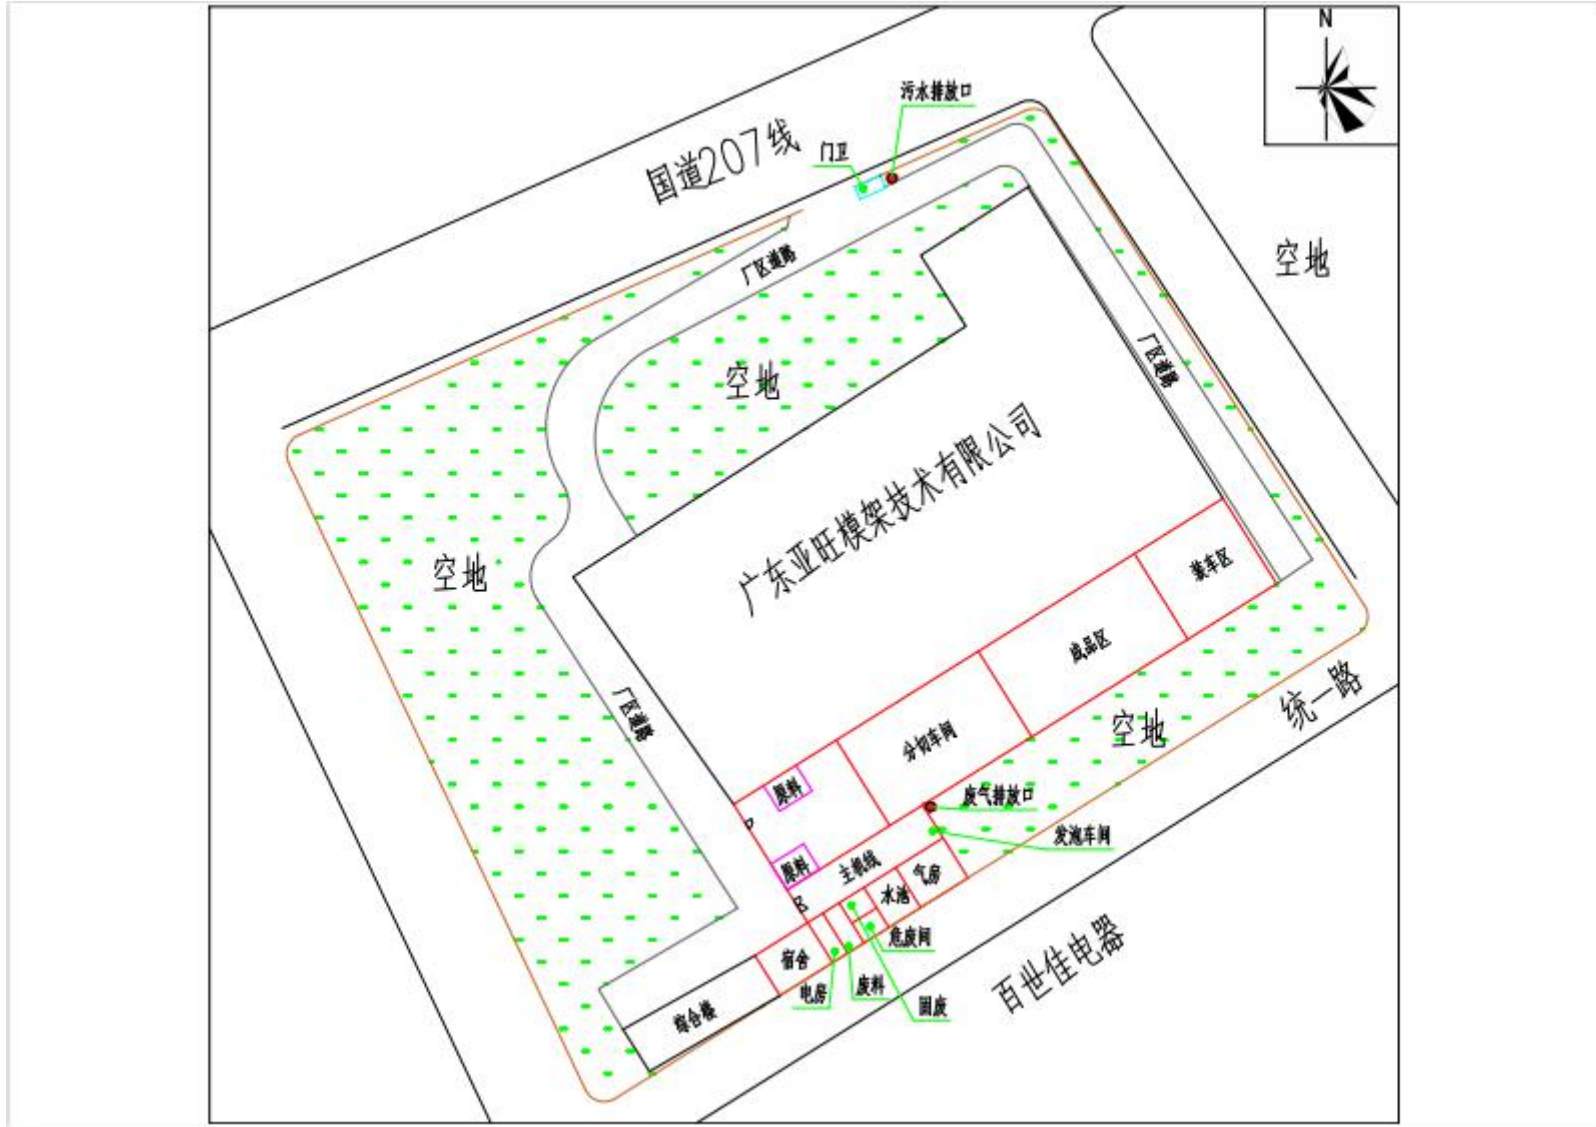 N
污水排放口
国道207线
门卫
空地
厂区道路
厂区道路
空地
广东亚旺模架技术有限公司
空地
装车区
成品区
厂区道路
统一路
空地
分切车间
原料
废气排放口
发泡车间
原料
主机线
气房
水池
危废间
宿舍
百世佳电器
电房
废料
固废
综合楼